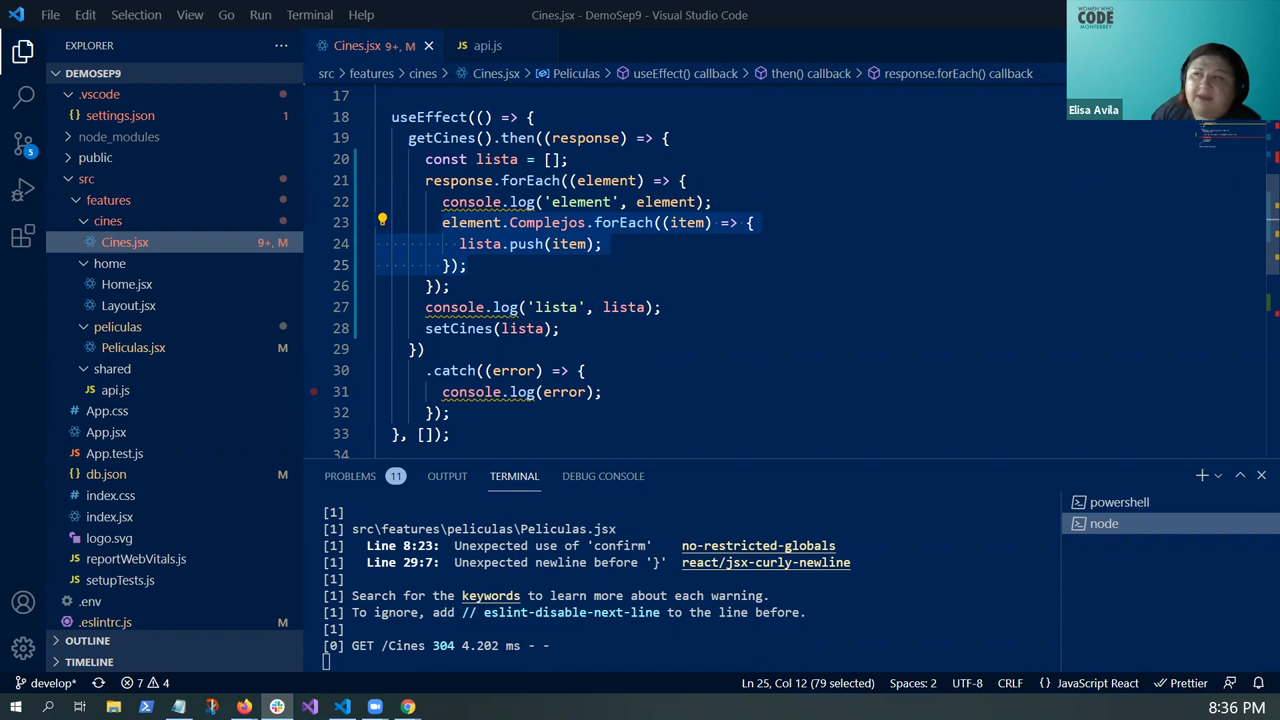 File Edit Selection View Go Run Terminal Help
Cines.jsx - DemoSep9 - Visual Studio Code
WOMEN WHO
CODE
MONTERREY
Elisa Avila
EXPLORER
DEMOSEP9
.vscode
settings.json 1
node_modules
public
src
features
cines
Cines.jsx 9+, M
home
Home.jsx
Layout.jsx
peliculas
Peliculas.jsx M
shared
api.js
App.css
App.jsx
App.test.js
db.json
index.css
index.jsx
logo.svg
reportWebVitals.js
setupTests.js
.env
.eslintrc.js
OUTLINE
TIMELINE
5
Cines.jsx 9+, M
api.js
src > features > cines > Cines.jsx > Peliculas > useEffect() callback > then() callback > response.forEach() callback
17
18 useEffect(() => {
19 getCines().then((response) => {
20 const lista = [];
21 response.forEach((element) => {
22 console.log('element', element);
23 element.Complejos.forEach((item) => {
24 lista.push(item);
25 });
26 });
27 console.log('lista', lista);
28 setCines(lista);
29 })
30 .catch((error) => {
31 console.log(error);
32 });
33 }, []);
34
PROBLEMS 11 OUTPUT TERMINAL DEBUG CONSOLE
[1]
[1] src\features\peliculas\Peliculas.jsx
[1] Line 8:23: Unexpected use of 'confirm' no-restricted-globals
[1] Line 29:7: Unexpected newline before '}' react/jsx-curly-newline
[1]
[1] Search for the keywords to learn more about each warning.
[1] To ignore, add // eslint-disable-next-line to the line before.
[1]
[0] GET /Cines 304 4.202 ms - -
powershell
node
develop* 7 4 Ln 25, Col 12 (79 selected) Spaces: 2 UTF-8 CRLF JavaScript React Prettier
8:36 PM